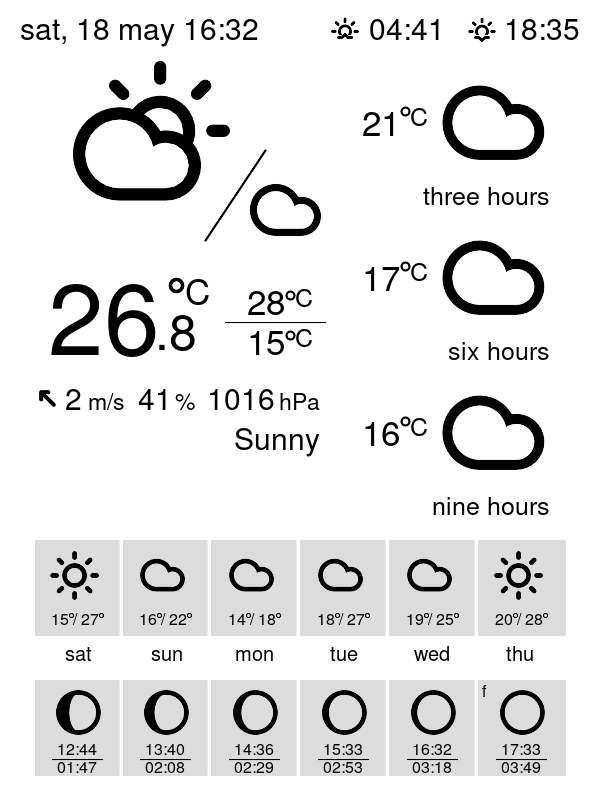 sat, 18 may 16:32 04:41 18:35
21°C
three hours
17°C
six hours
26.8°C
28°C
15°C
2 m/s 41 % 1016 hPa
Sunny
16°C
nine hours
15°/ 27° 16°/ 22° 14°/ 18° 18°/ 27° 19°/ 25° 20°/ 28°
sat sun mon tue wed thu
f
12:44 13:40 14:36 15:33 16:32 17:33
01:47 02:08 02:29 02:53 03:18 03:49